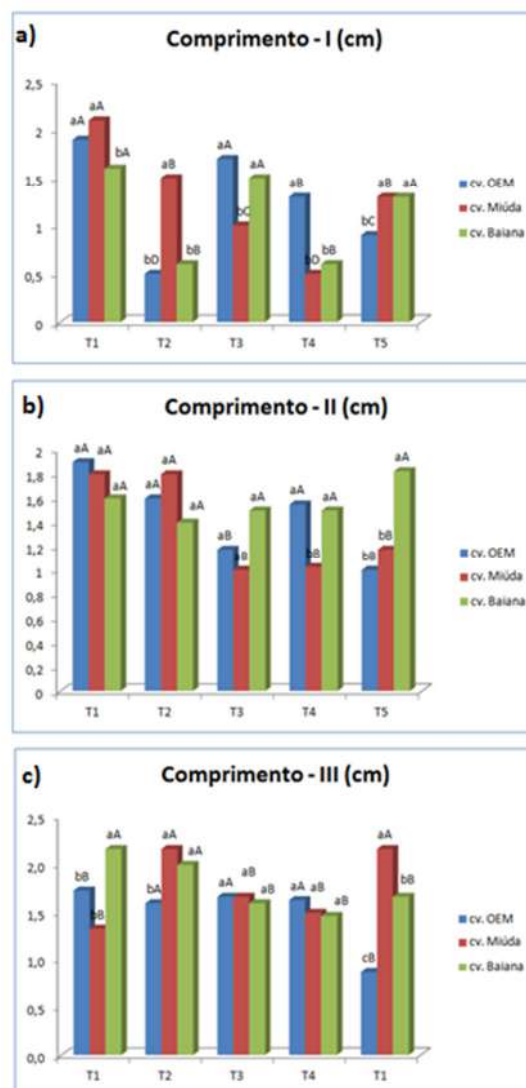 a)
Comprimento - I (cm)
2,5
2
1,5
1
0,5
0
aA aA bA
bD aB bB
aA bC aA
aB bD bB
bC aB aA
T1 T2 T3 T4 T5
cv. OEM
cv. Miúda
cv. Baiana
b)
Comprimento - II (cm)
2
1,8
1,6
1,4
1,2
1
0,8
0,6
0,4
0,2
0
aA aA aA
aA aA aA
aB aB aA
aA bB aA
bB bB aA
T1 T2 T3 T4 T5
cv. OEM
cv. Miúda
cv. Baiana
c)
Comprimento - III (cm)
2,5
2,0
1,5
1,0
0,5
0,0
bB bB aA
bA aA aA
aA aB aB
aA aB aB
cB aA bB
T1 T2 T3 T4 T1
cv. OEM
cv. Miúda
cv. Baiana